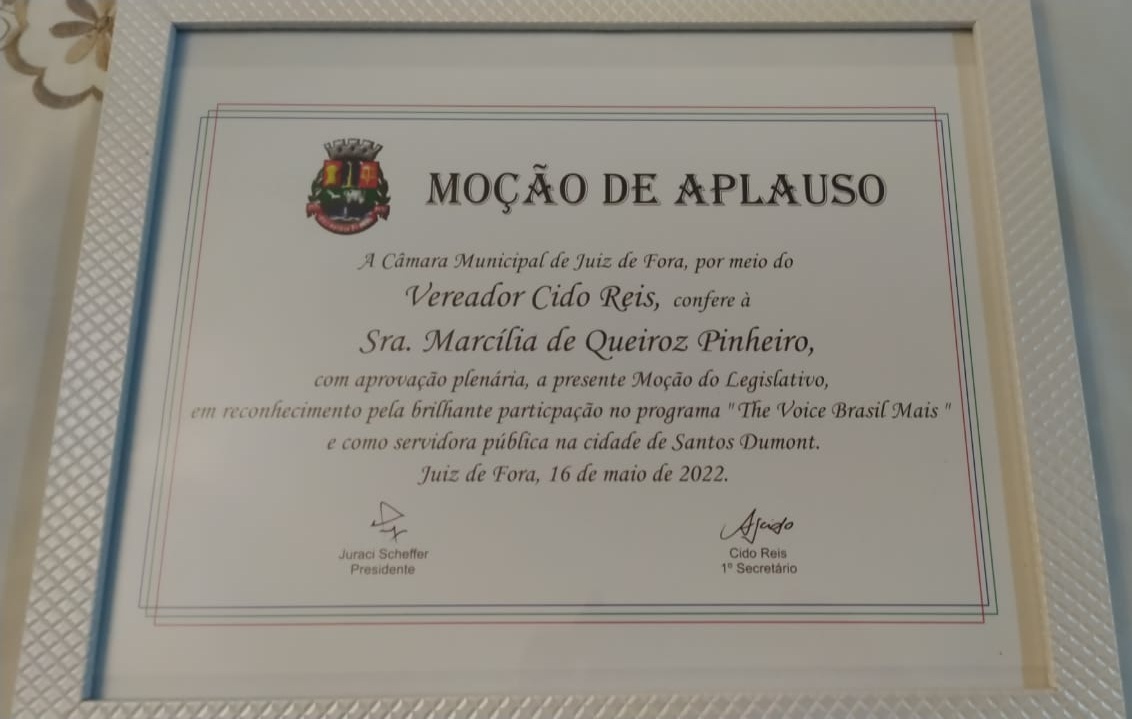 MOÇÃO DE APLAUSO
A Câmara Municipal de Juiz de Fora, por meio do
Vereador Cido Reis, confere à
Sra. Marcília de Queiroz Pinheiro,
com aprovação plenária, a presente Moção do Legislativo,
em reconhecimento pela brilhante particpação no programa "The Voice Brasil Mais "
e como servidora pública na cidade de Santos Dumont.
Juiz de Fora, 16 de maio de 2022.
Juraci Scheffer
Presidente
Cido Reis
1º Secretário